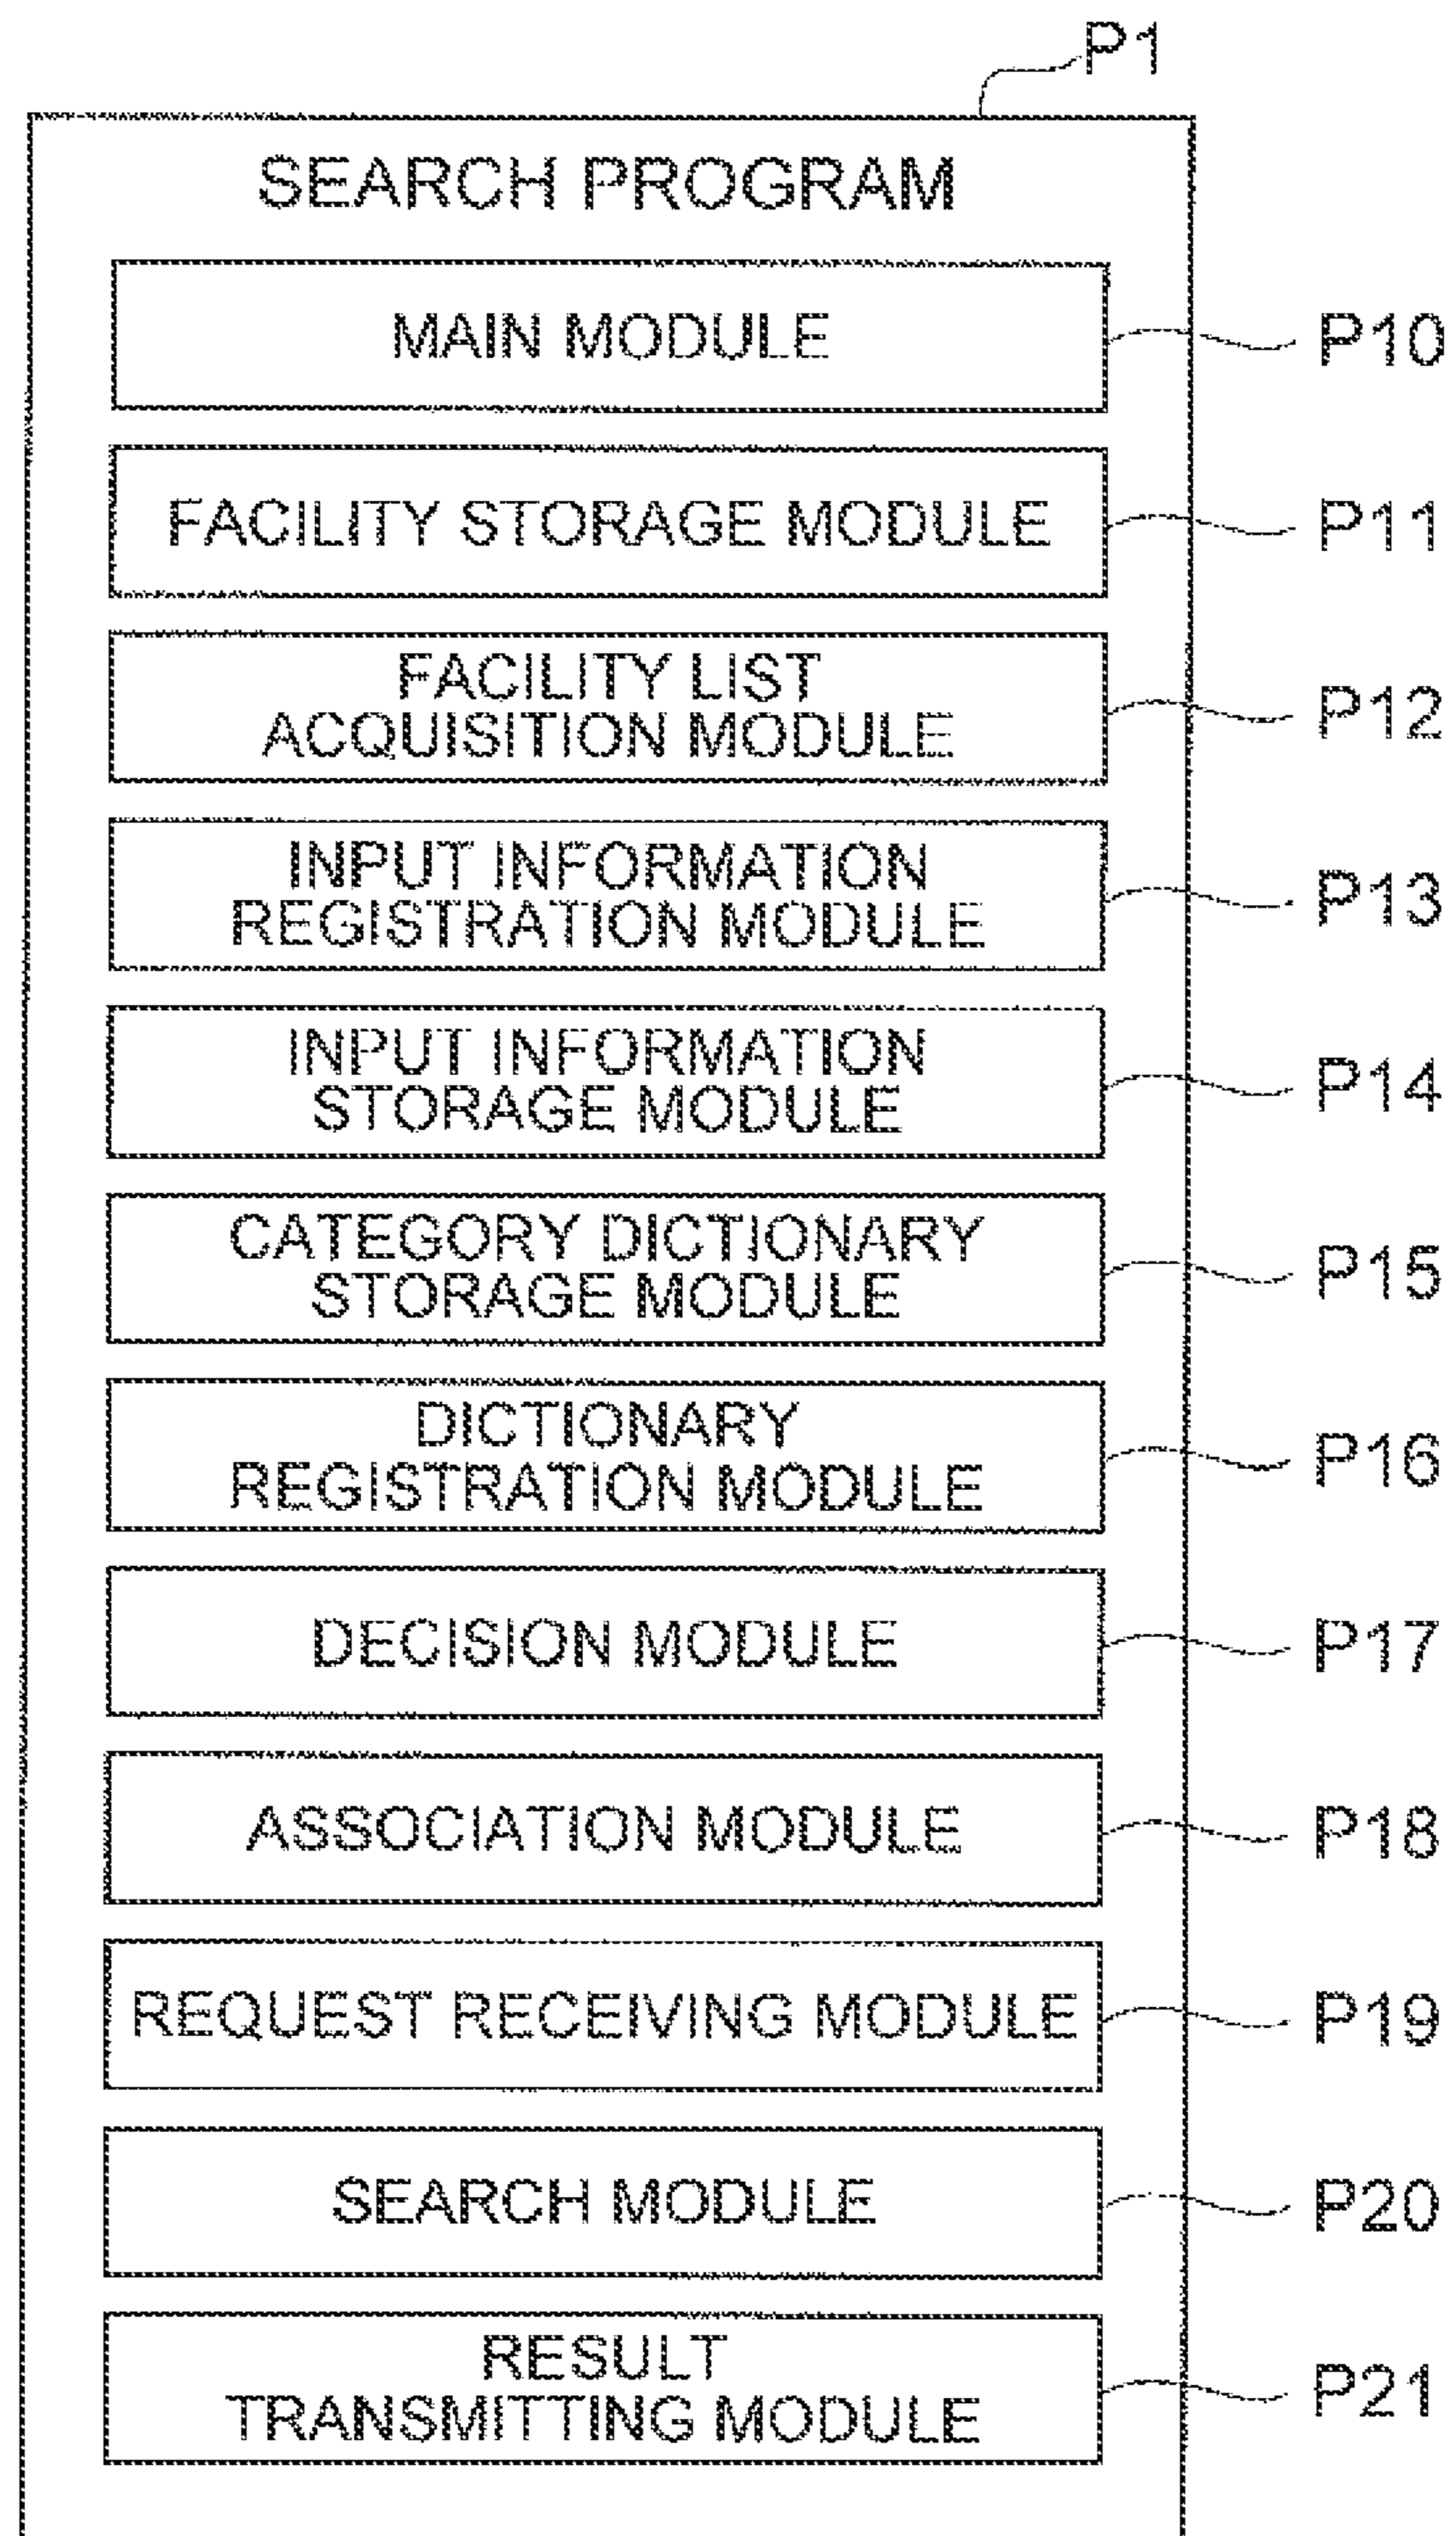 P1
SEARCH PROGRAM
MAIN MODULE
P10
FACILITY STORAGE MODULE
P11
FACILITY LIST
ACQUISITION MODULE
P12
INPUT INFORMATION
REGISTRATION MODULE
P13
INPUT INFORMATION
STORAGE MODULE
P14
CATEGORY DICTIONARY
STORAGE MODULE
P15
DICTIONARY
REGISTRATION MODULE
P16
DECISION MODULE
P17
ASSOCIATION MODULE
P18
REQUEST RECEIVING MODULE
P19
SEARCH MODULE
P20
RESULT
TRANSMITTING MODULE
P21